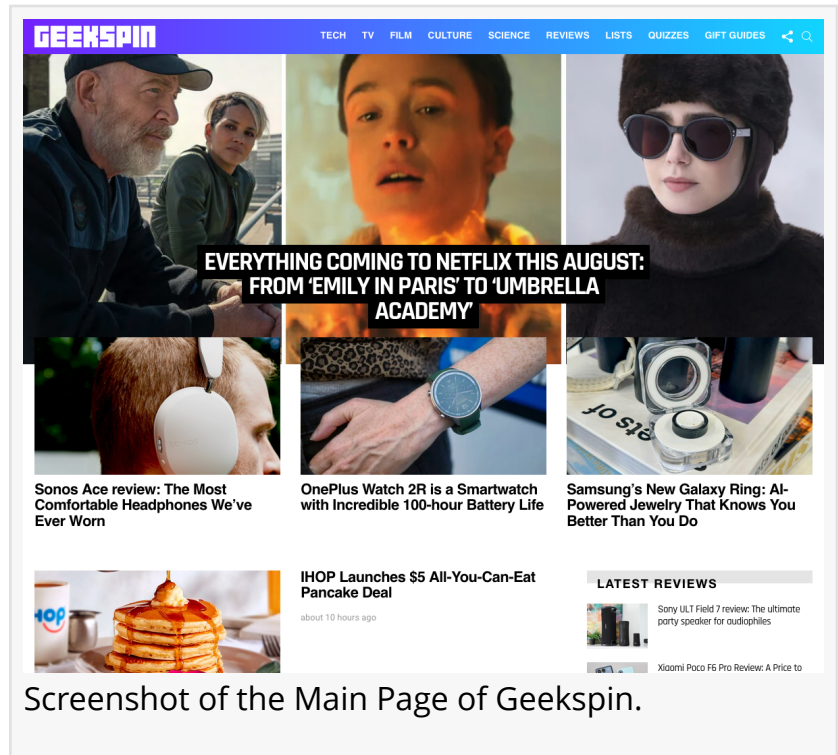 GEEKSPIN
TECH TV FILM CULTURE SCIENCE REVIEWS LISTS QUIZZES GIFT GUIDES
EVERYTHING COMING TO NETFLIX THIS AUGUST:
FROM ‘EMILY IN PARIS’ TO ‘UMBRELLA
ACADEMY’
ets of
Sonos Ace review: The Most
Comfortable Headphones We’ve
Ever Worn
OnePlus Watch 2R is a Smartwatch
with Incredible 100-hour Battery Life
Samsung’s New Galaxy Ring: AI-
Powered Jewelry That Knows You
Better Than You Do
HOP
IHOP Launches $5 All-You-Can-Eat
Pancake Deal
about 10 hours ago
LATEST REVIEWS
Sony ULT Field 7 review: The ultimate
party speaker for audiophiles
Xiaomi Poco F6 Pro Review: A Price to
Screenshot of the Main Page of Geekspin.